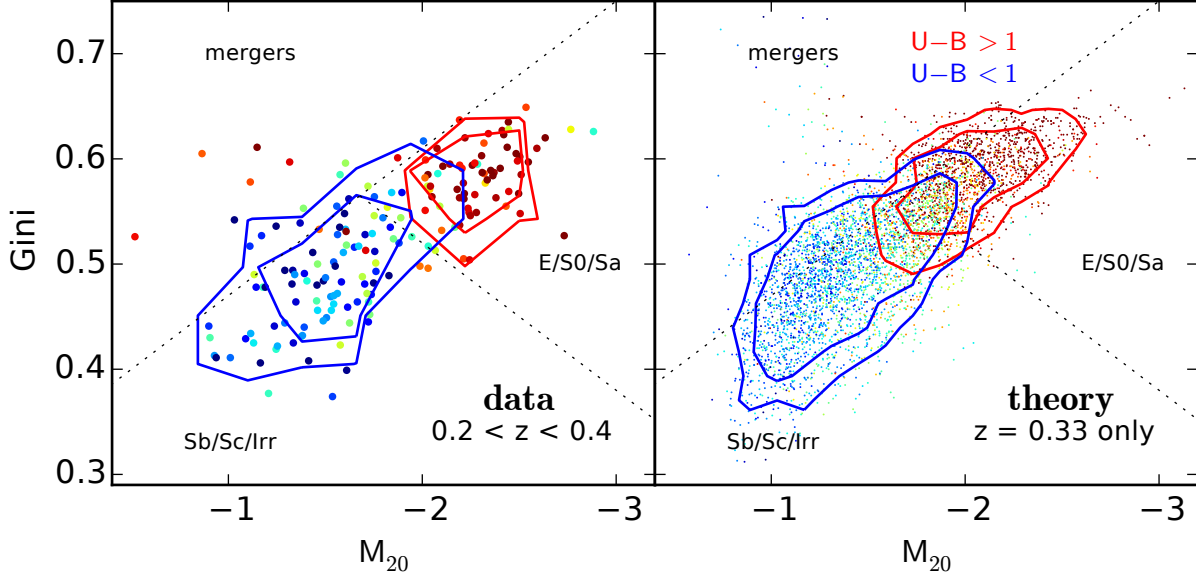 0.7
0.6
0.5
0.4
0.3
Gini
mergers
E/S0/Sa
data
0.2 < z < 0.4
Sb/Sc/Irr
−1
−2
−3
M₂₀
mergers
U−B > 1
U−B < 1
E/S0/Sa
theory
z = 0.33 only
Sb/Sc/Irr
−1
−2
−3
M₂₀